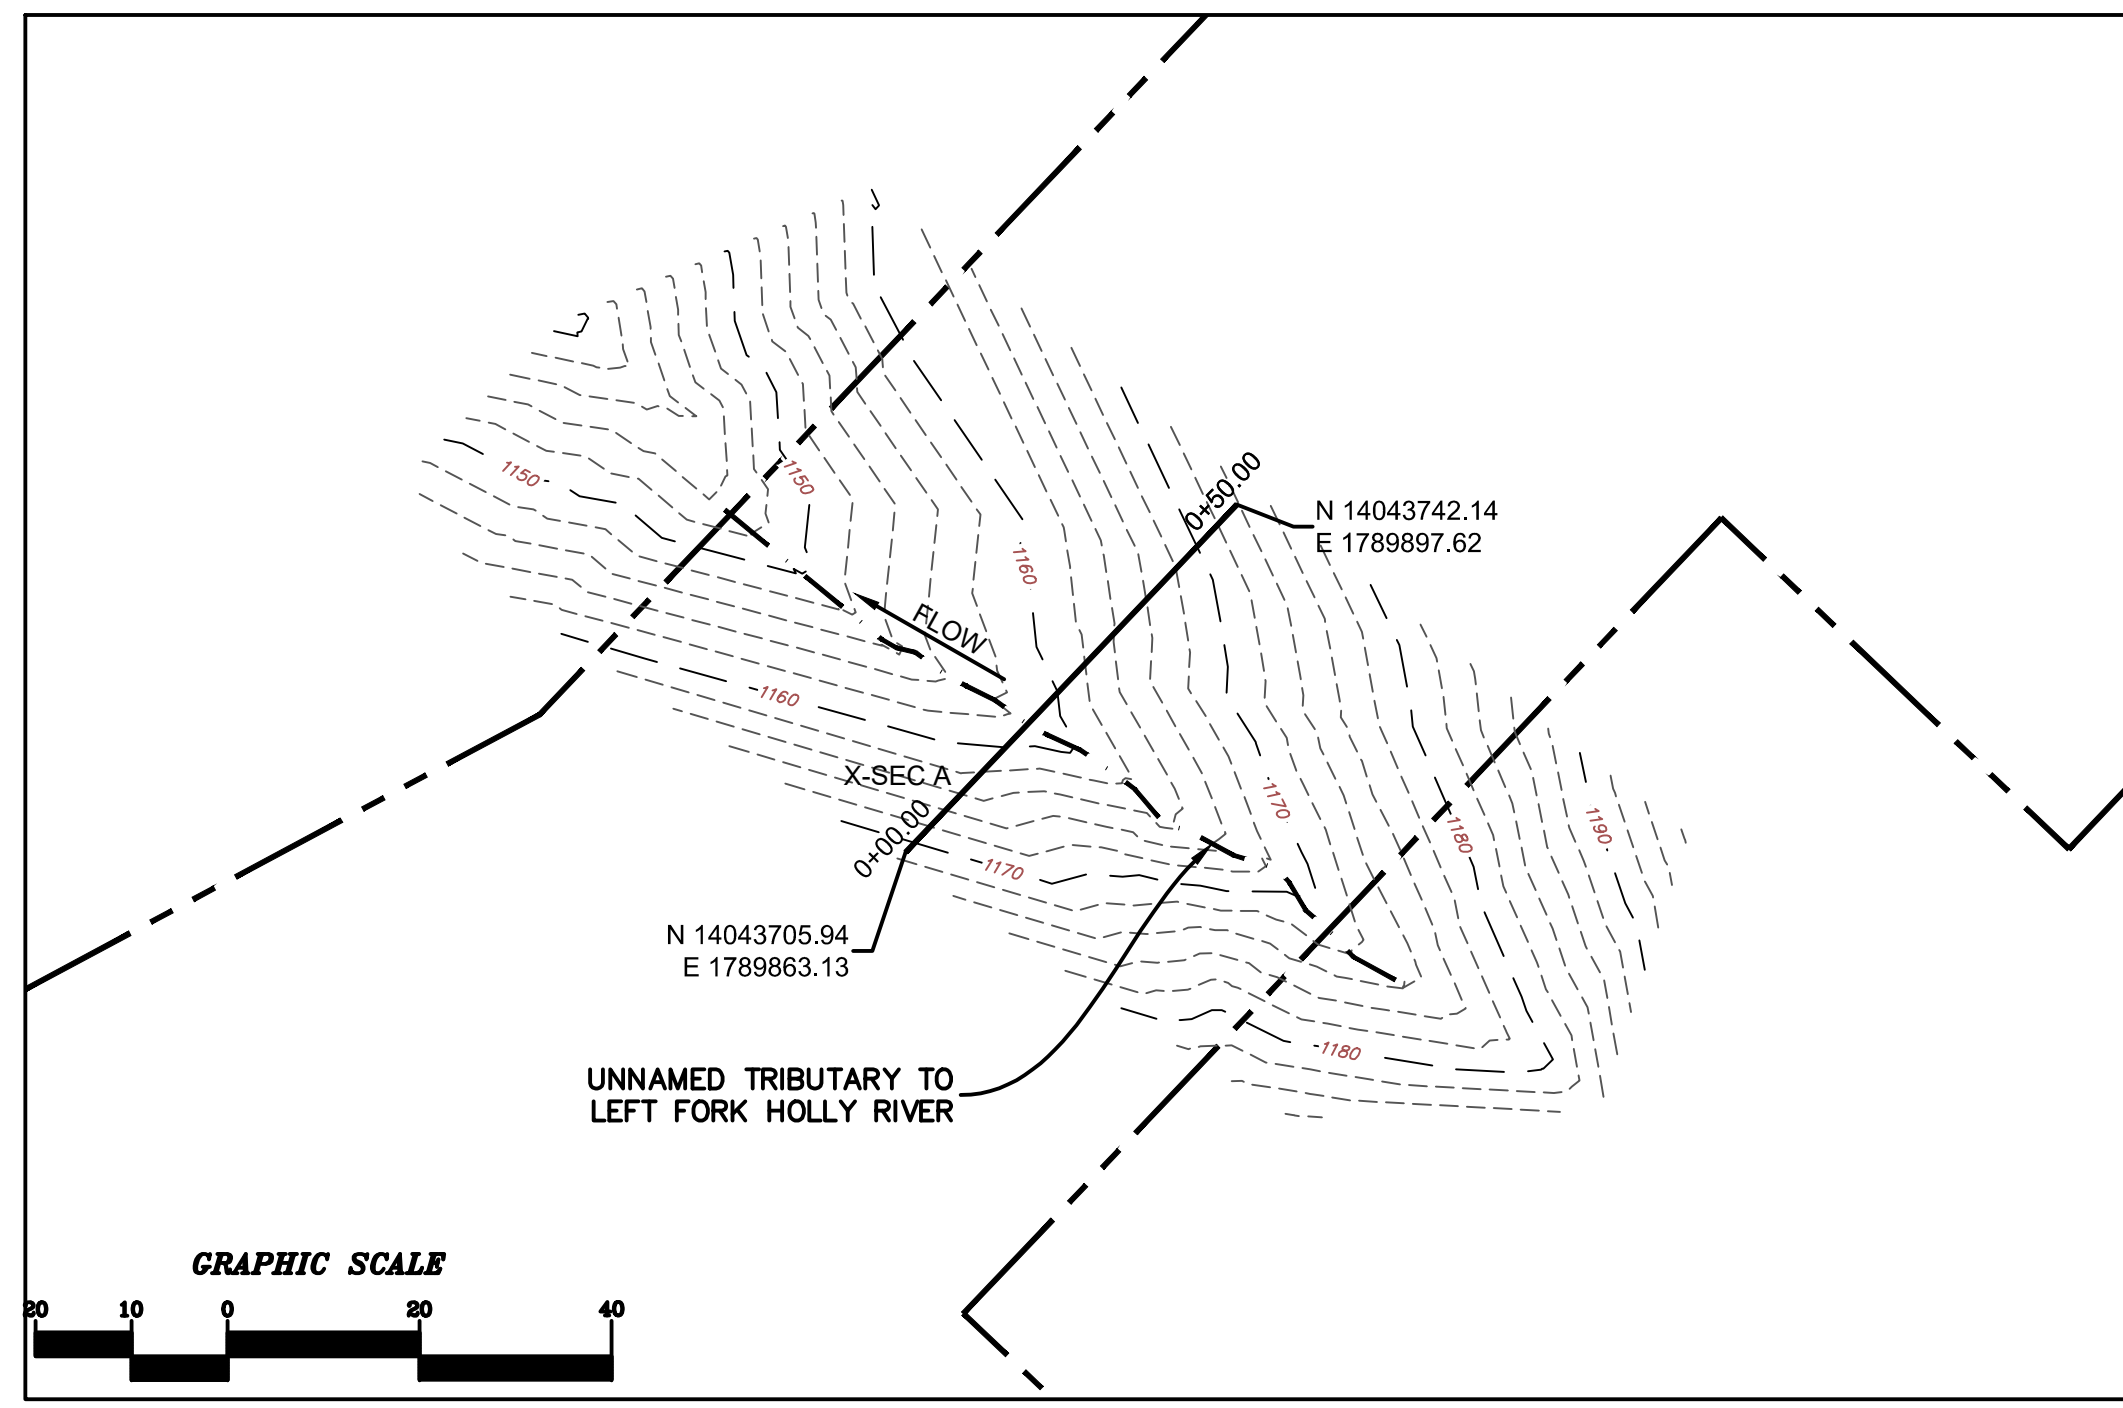 1150
1150
0+50.00
N 14043742.14
E 1789897.62
1160
FLOW
1160
X-SEC A
0+00.00
1170
1170
1180
1190
N 14043705.94
E 1789863.13
1180
UNNAMED TRIBUTARY TO
LEFT FORK HOLLY RIVER
GRAPHIC SCALE
20 10 0 20 40